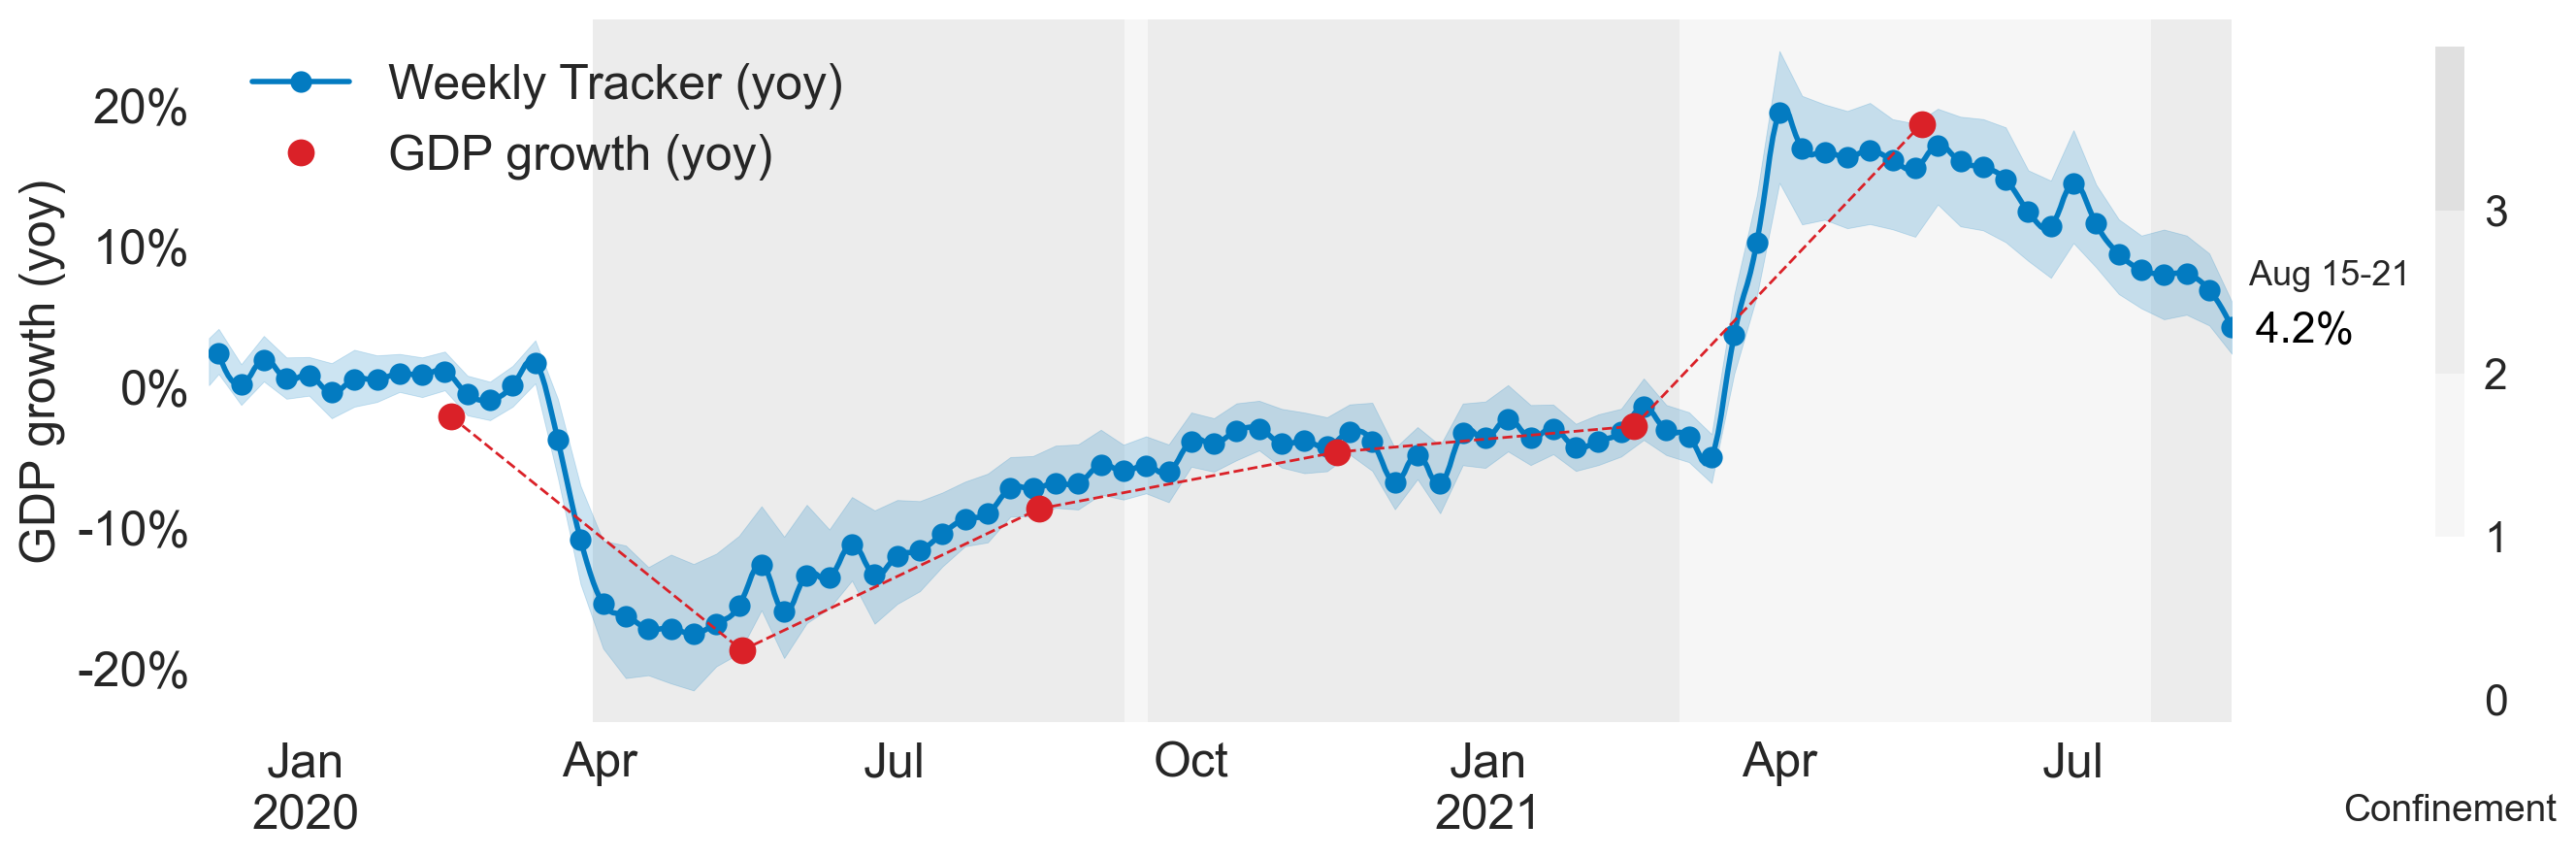 Weekly Tracker (yoy)
GDP growth (yoy)
GDP growth (yoy)
20%
10%
0%
-10%
-20%
Jan
2020
Apr
Jul
Oct
Jan
2021
Apr
Jul
Aug 15-21
4.2%
3
2
1
0
Confinement